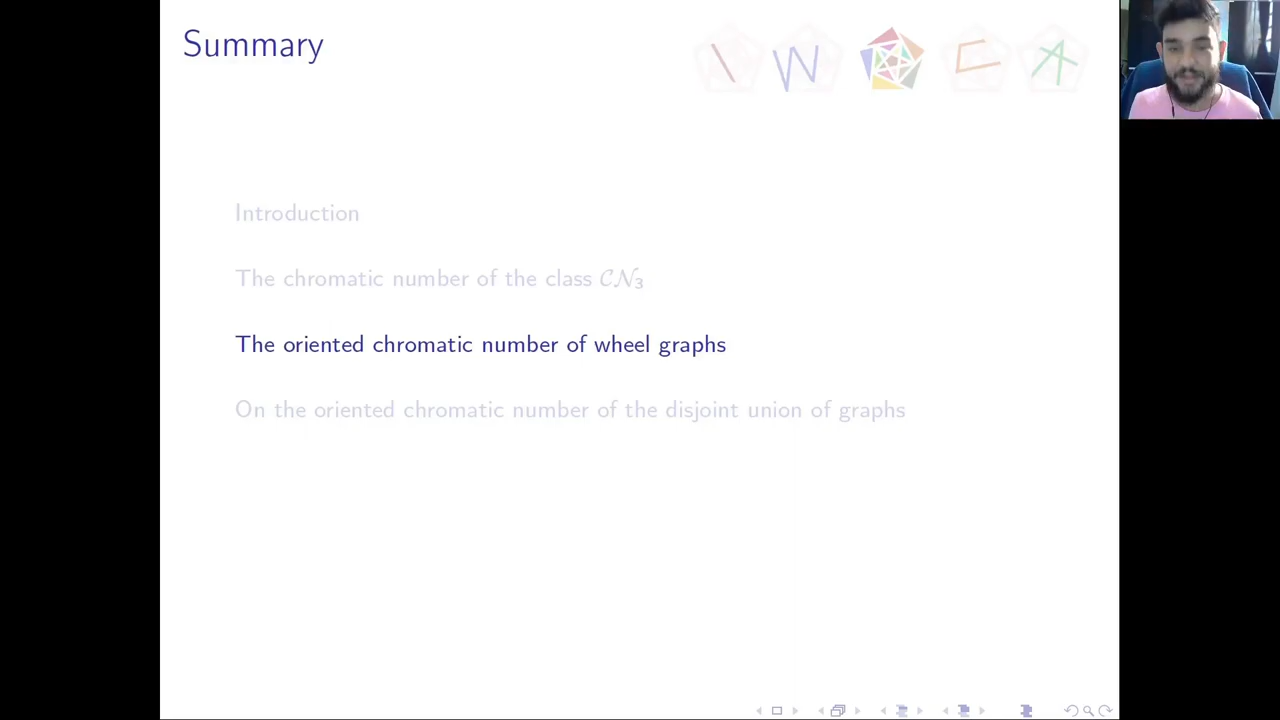 Summary
I W C A
Introduction
The chromatic number of the class 𝒞𝒩₃
The oriented chromatic number of wheel graphs
On the oriented chromatic number of the disjoint union of graphs